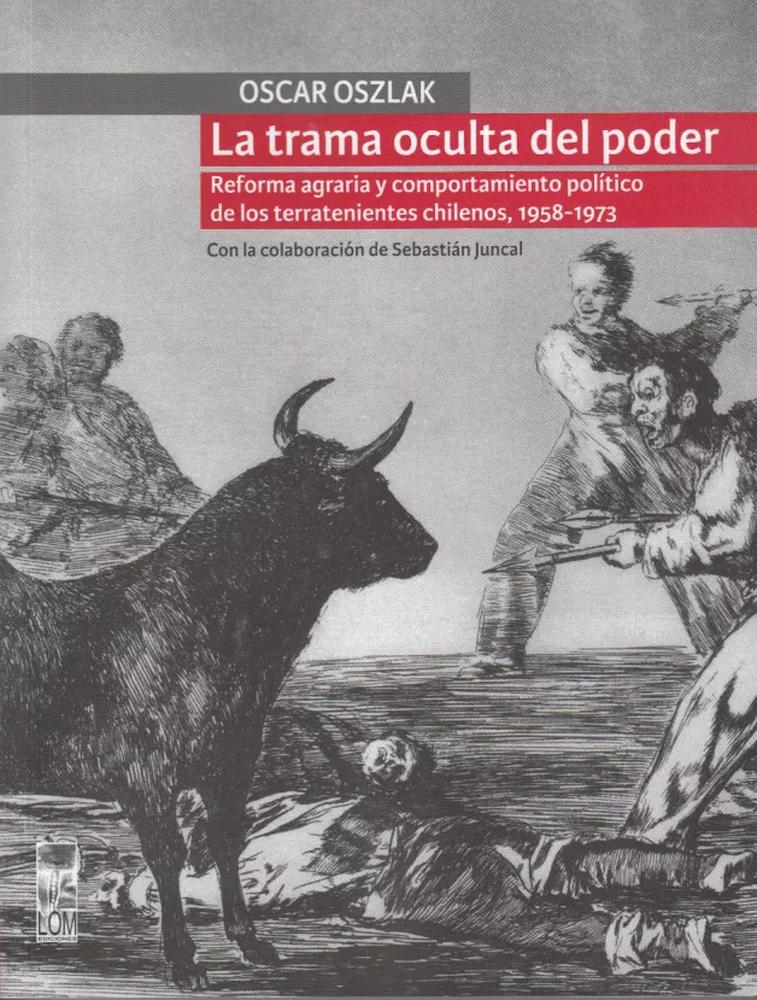 OSCAR OSZLAK
La trama oculta del poder
Reforma agraria y comportamiento político
de los terratenientes chilenos, 1958-1973
Con la colaboración de Sebastián Juncal
LOM
EDICIONES